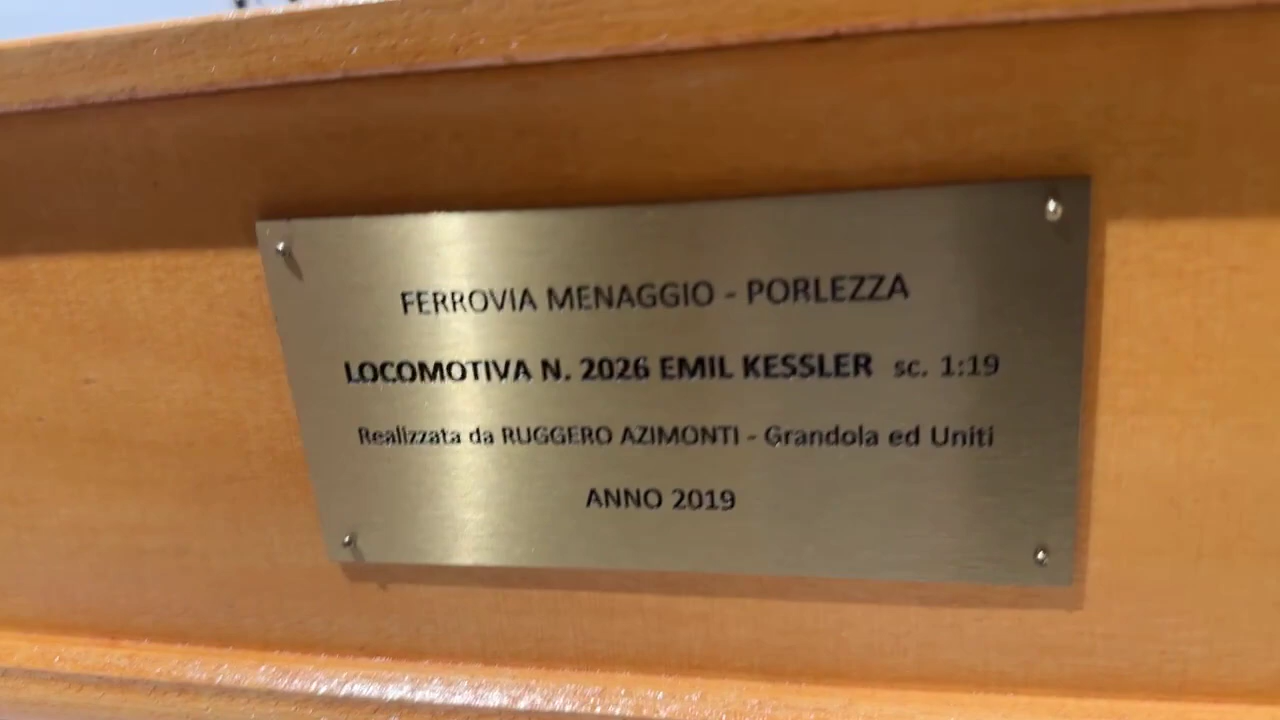 FERROVIA MENAGGIO - PORLEZZA
LOCOMOTIVA N. 2026 EMIL KESSLER sc. 1:19
Realizzata da RUGGERO AZIMONTI - Grandola ed Uniti
ANNO 2019